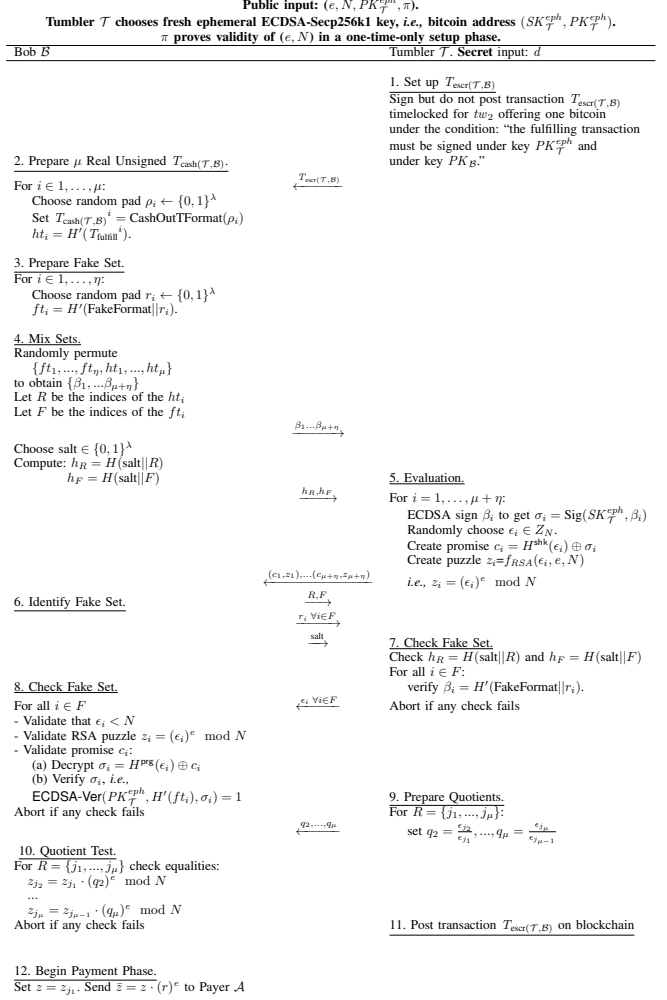 Public input: (e, N, PK_𝒯^eph, π).
Tumbler 𝒯 chooses fresh ephemeral ECDSA-Secp256k1 key, i.e., bitcoin address (SK_𝒯^eph, PK_𝒯^eph).
π proves validity of (e, N) in a one-time-only setup phase.
Bob ℬ
Tumbler 𝒯. Secret input: d
1. Set up T_escr(𝒯,ℬ)
Sign but do not post transaction T_escr(𝒯,ℬ)
timelocked for tw_2 offering one bitcoin
under the condition: “the fulfilling transaction
must be signed under key PK_𝒯^eph and
under key PK_ℬ.”
2. Prepare μ Real Unsigned T_cash(𝒯,ℬ).
T_escr(𝒯,ℬ)
←
For i ∈ 1, . . . , μ:
Choose random pad ρ_i ← {0, 1}^λ
Set T_cash(𝒯,ℬ)^i = CashOutTFormat(ρ_i)
ht_i = H′(T_fulfill^i).
3. Prepare Fake Set.
For i ∈ 1, . . . , η:
Choose random pad r_i ← {0, 1}^λ
ft_i = H′(FakeFormat||r_i).
4. Mix Sets.
Randomly permute
{ft_1, ..., ft_η, ht_1, ..., ht_μ}
to obtain {β_1, ...β_μ+η}
Let R be the indices of the ht_i
Let F be the indices of the ft_i
β_1...β_μ+η
→
Choose salt ∈ {0, 1}^λ
Compute: h_R = H(salt||R)
h_F = H(salt||F)
h_R,h_F
→
5. Evaluation.
For i = 1, . . . , μ + η:
ECDSA sign β_i to get σ_i = Sig(SK_𝒯^eph, β_i)
Randomly choose ϵ_i ∈ Z_N.
Create promise c_i = H^shk(ϵ_i) ⊕ σ_i
Create puzzle z_i=f_RSA(ϵ_i, e, N)
i.e., z_i = (ϵ_i)^e mod N
(c_1,z_1),...(c_μ+η,z_μ+η)
←
6. Identify Fake Set.
R,F
→
r_i ∀i∈F
→
salt
→
7. Check Fake Set.
Check h_R = H(salt||R) and h_F = H(salt||F)
For all i ∈ F:
verify β_i = H′(FakeFormat||r_i).
Abort if any check fails
8. Check Fake Set.
ϵ_i ∀i∈F
←
For all i ∈ F
- Validate that ϵ_i < N
- Validate RSA puzzle z_i = (ϵ_i)^e mod N
- Validate promise c_i:
(a) Decrypt σ_i = H^prg(ϵ_i) ⊕ c_i
(b) Verify σ_i, i.e.,
ECDSA-Ver(PK_𝒯^eph, H′(ft_i), σ_i) = 1
Abort if any check fails
9. Prepare Quotients.
For R = {j_1, ..., j_μ}:
set q_2 = ϵ_j_2/ϵ_j_1, ..., q_μ = ϵ_j_μ/ϵ_j_μ−1
q_2,...,q_μ
←
10. Quotient Test.
For R = {j_1, ..., j_μ} check equalities:
z_j_2 = z_j_1 · (q_2)^e mod N
...
z_j_μ = z_j_μ−1 · (q_μ)^e mod N
Abort if any check fails
11. Post transaction T_escr(𝒯,ℬ) on blockchain
12. Begin Payment Phase.
Set z = z_j_1. Send z̄ = z · (r)^e to Payer 𝒜